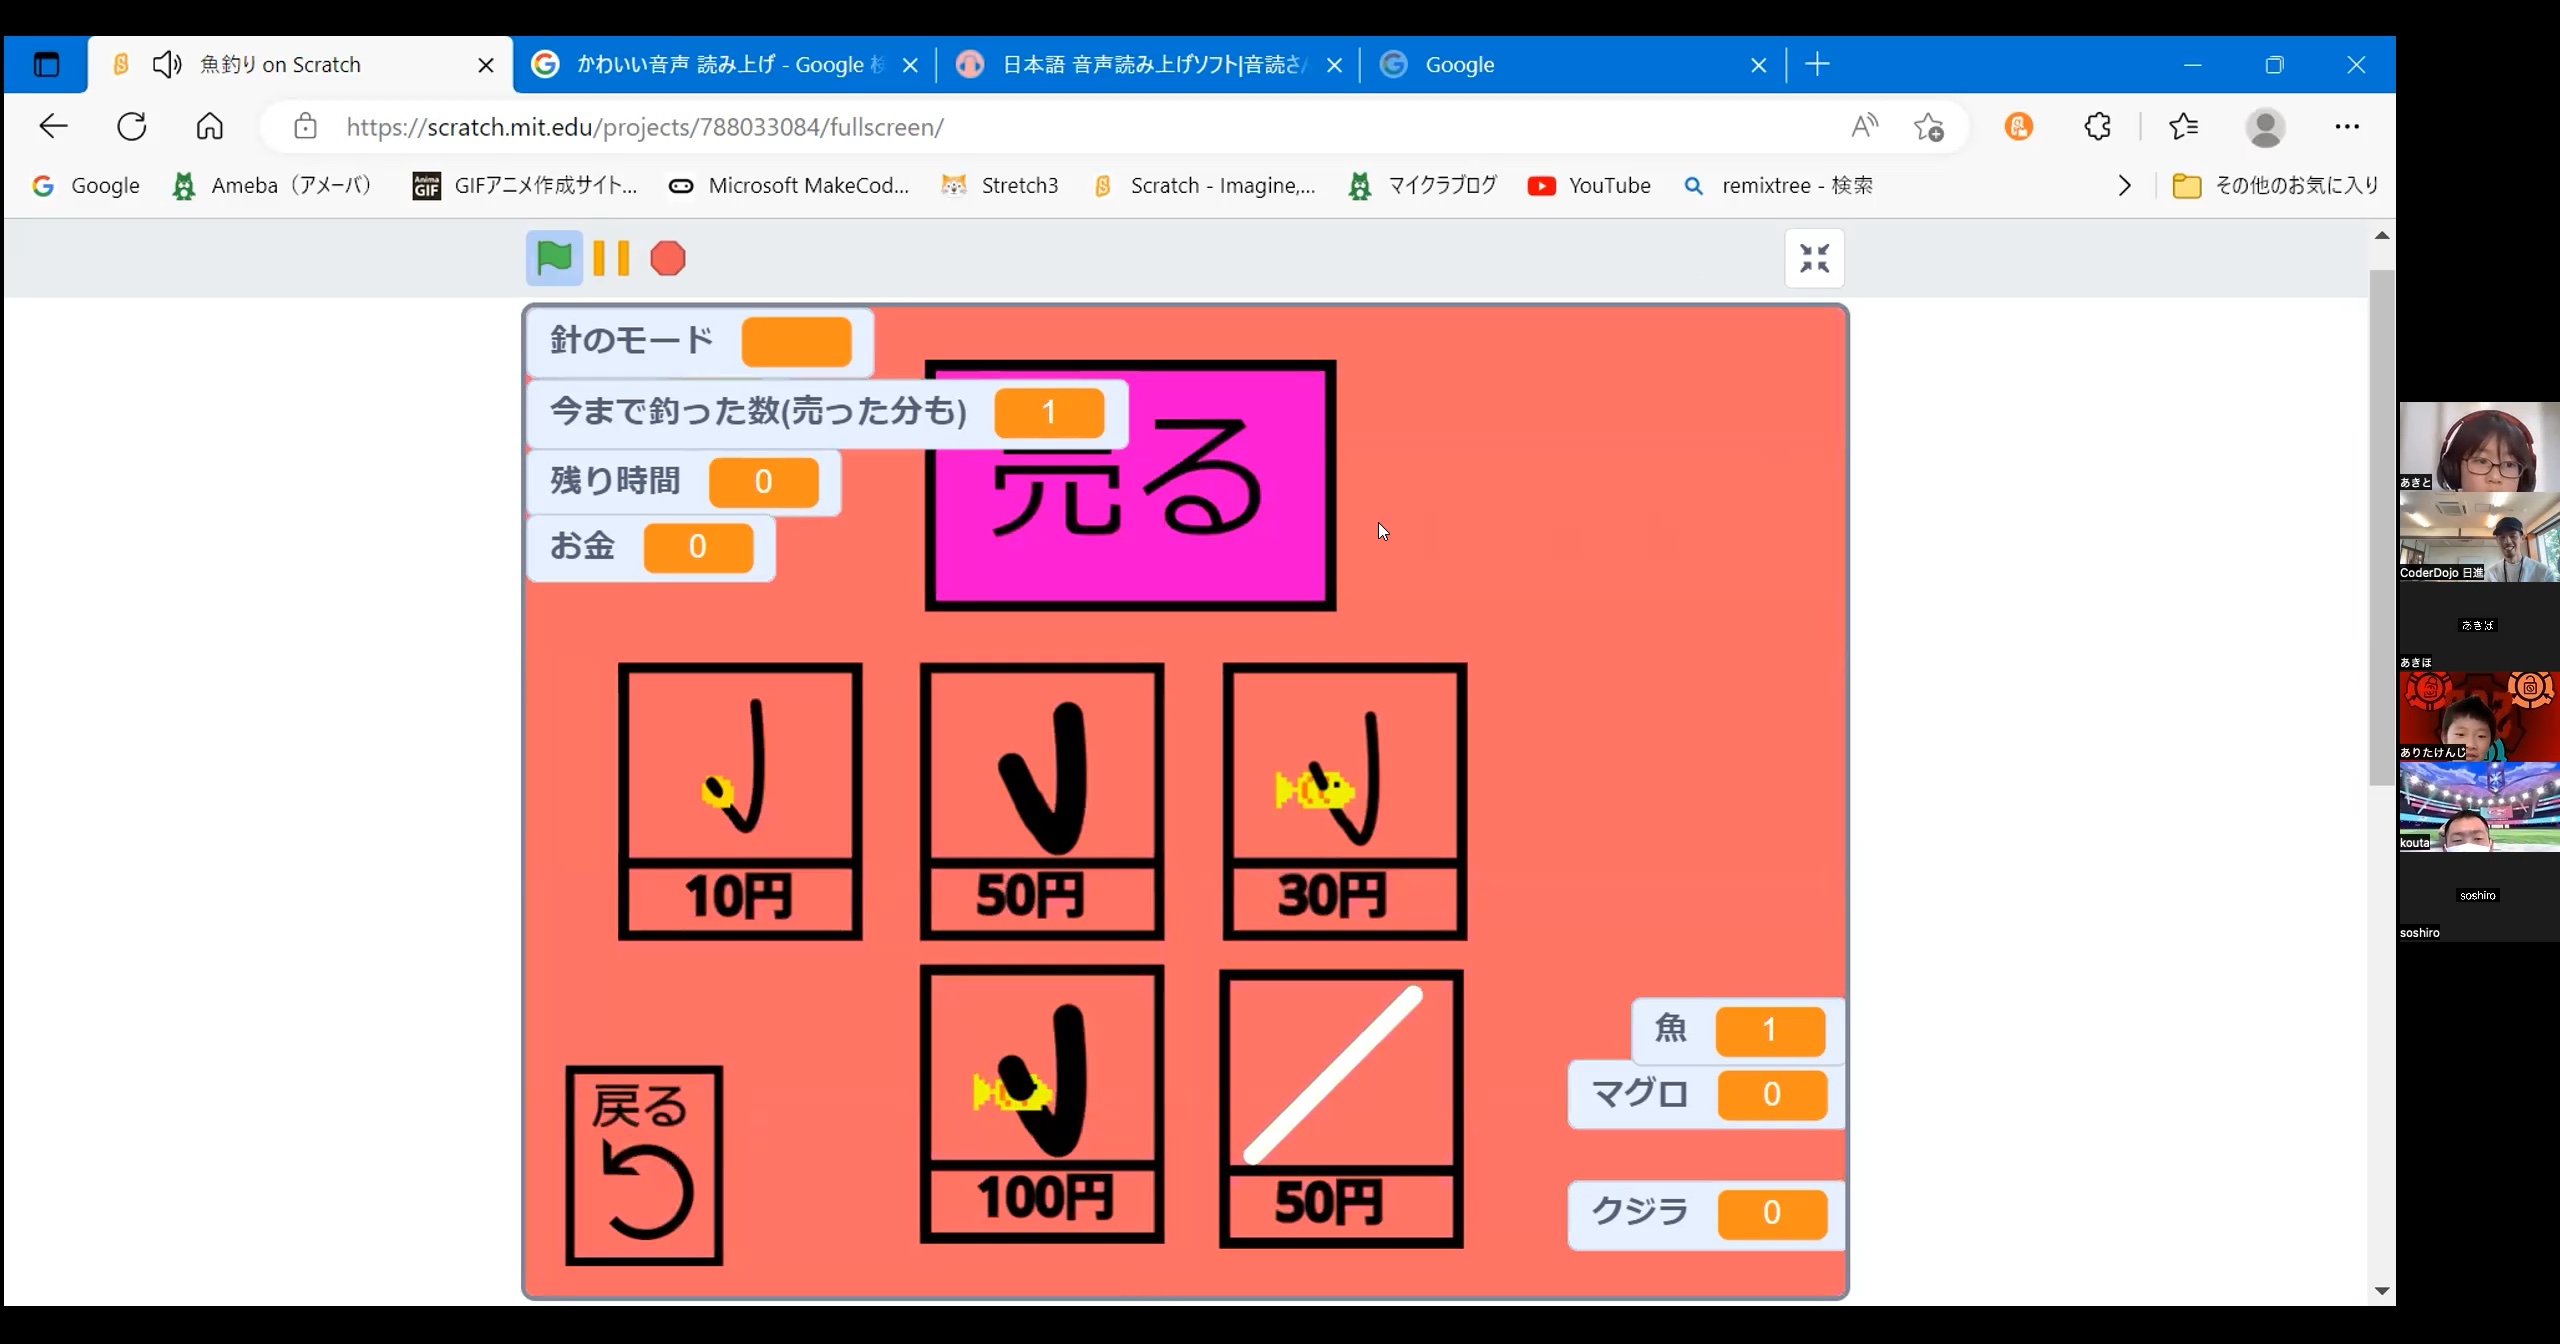 魚釣り on Scratch
かわいい音声 読み上げ - Google 検
日本語 音声読み上げソフト|音読さん
Google
https://scratch.mit.edu/projects/788033084/fullscreen/
Google
Ameba（アメーバ）
GIFアニメ作成サイト...
Microsoft MakeCod...
Stretch3
Scratch - Imagine,...
マイクラブログ
YouTube
remixtree - 検索
その他のお気に入り
針のモード
今まで釣った数(売った分も) 1
残り時間 0
お金 0
売る
10円
50円
30円
100円
50円
戻る
魚 1
マグロ 0
クジラ 0
あきと
CoderDojo 日進
あきば
あきほ
ありたけんじ
kouta
soshiro
soshiro